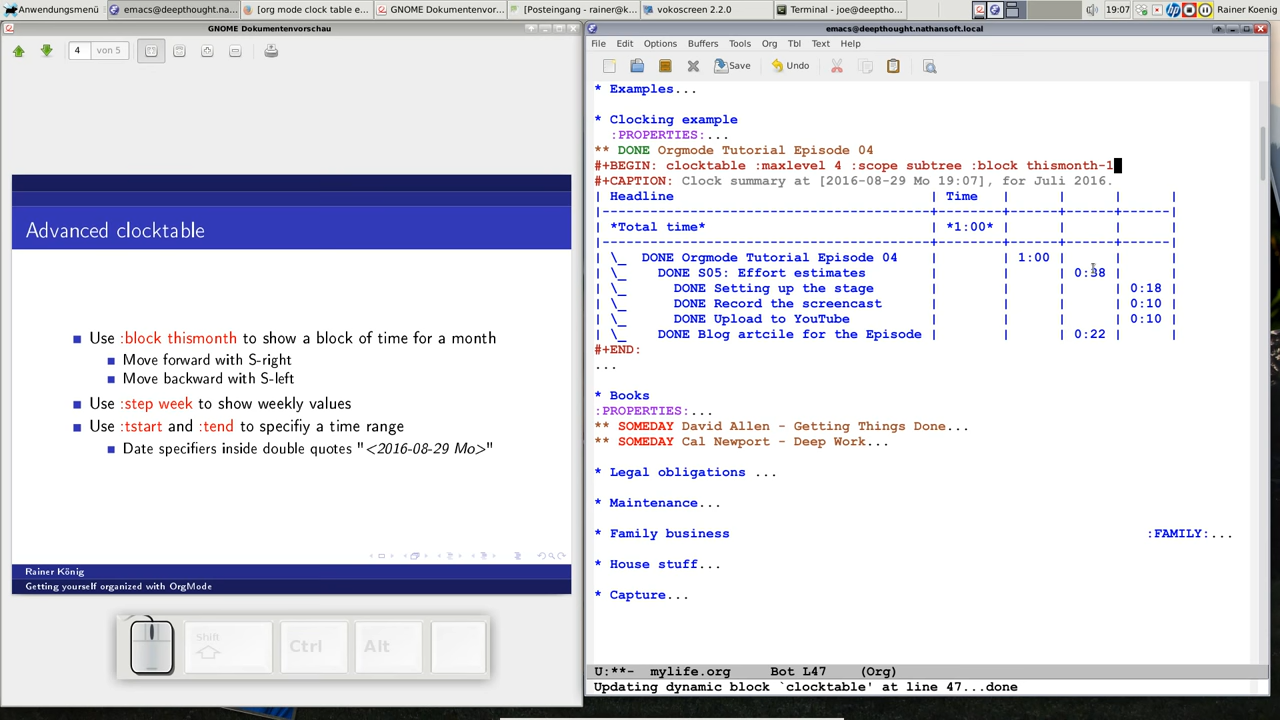 Anwendungsmenü
emacs@deepthought.na...
[org mode clock table e...
GNOME Dokumentenvor...
[Posteingang - rainer@k...
vokoscreen 2.2.0
Terminal - joe@deeptho...
19:07
Rainer Koenig
GNOME Dokumentenvorschau
4 von 5
Advanced clocktable
Use :block thismonth to show a block of time for a month
Move forward with S-right
Move backward with S-left
Use :step week to show weekly values
Use :tstart and :tend to specifiy a time range
Date specifiers inside double quotes "<2016-08-29 Mo>"
Rainer König
Getting yourself organized with OrgMode
Shift
Ctrl
Alt
emacs@deepthought.nathansoft.local
File Edit Options Buffers Tools Org Tbl Text Help
Save Undo
* Examples...
* Clocking example
:PROPERTIES:...
** DONE Orgmode Tutorial Episode 04
#+BEGIN: clocktable :maxlevel 4 :scope subtree :block thismonth-1
#+CAPTION: Clock summary at [2016-08-29 Mo 19:07], for Juli 2016.
| Headline | Time | | | |
|---------------------------------------+------+------+------+------|
| *Total time* | *1:00* | | | |
|---------------------------------------+------+------+------+------|
| \_ DONE Orgmode Tutorial Episode 04 | | 1:00 | | |
| \_ DONE S05: Effort estimates | | | 0:38 | |
| \_ DONE Setting up the stage | | | | 0:18 |
| \_ DONE Record the screencast | | | | 0:10 |
| \_ DONE Upload to YouTube | | | | 0:10 |
| \_ DONE Blog artcile for the Episode | | | 0:22 | |
#+END:
...
* Books
:PROPERTIES:...
** SOMEDAY David Allen - Getting Things Done...
** SOMEDAY Cal Newport - Deep Work...
* Legal obligations ...
* Maintenance...
* Family business :FAMILY:...
* House stuff...
* Capture...
U:**- mylife.org Bot L47 (Org)
Updating dynamic block `clocktable' at line 47...done